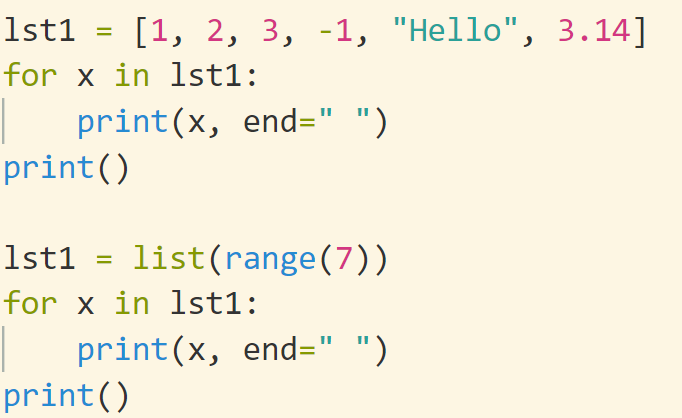 lst1 = [1, 2, 3, -1, "Hello", 3.14]
for x in lst1:
    print(x, end=" ")
print()

lst1 = list(range(7))
for x in lst1:
    print(x, end=" ")
print()